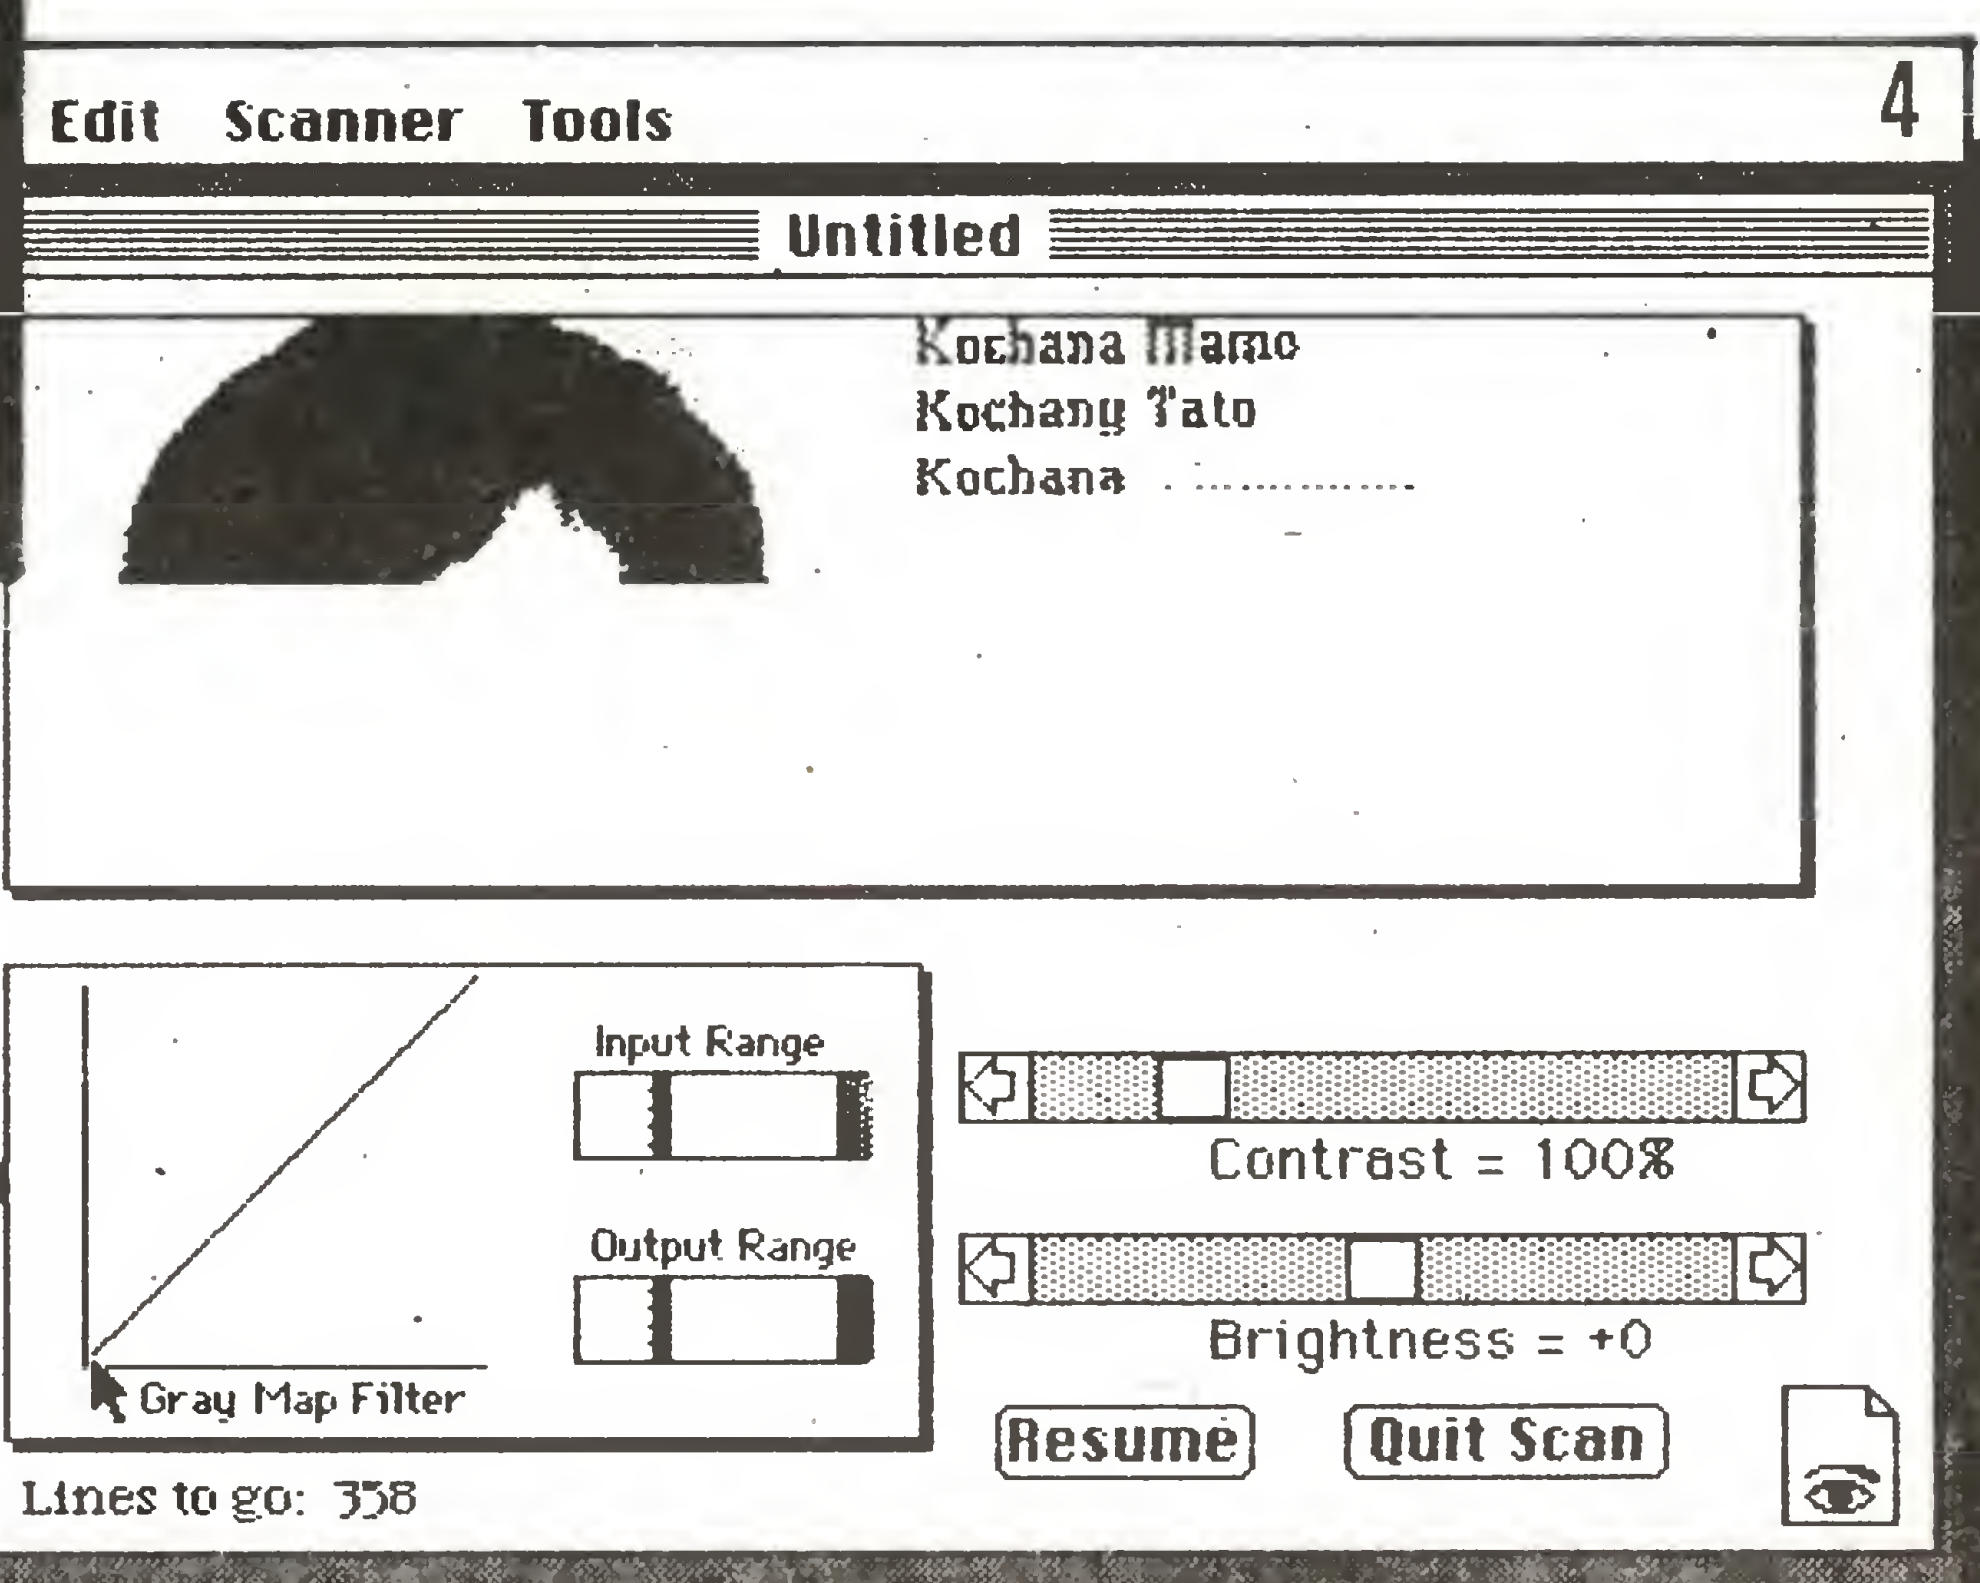 4
Edit Scanner Tools
Untitled
Kochana Mamo
Kochany Tato
Kochana ................
Input Range
Output Range
Gray Map Filter
Contrast = 100%
Brightness = +0
Resume Quit Scan
Lines to go: 358